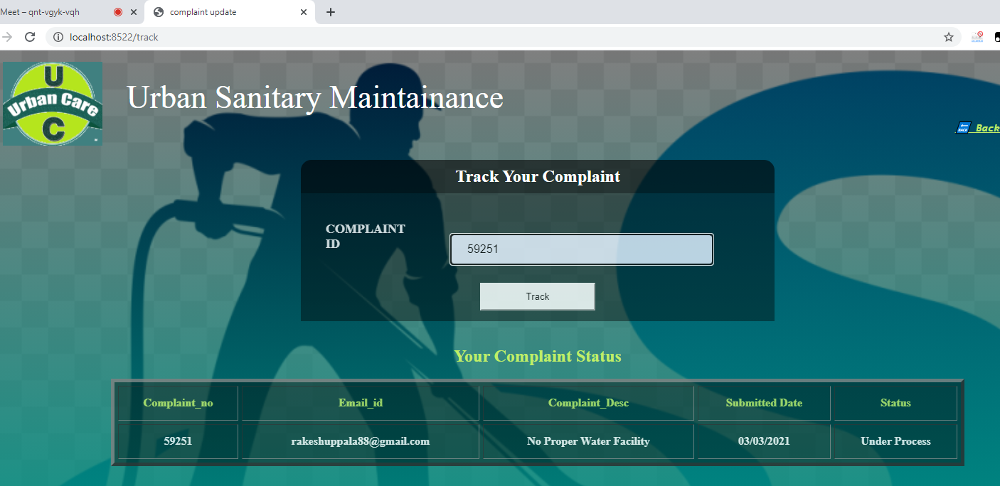 Meet – qnt-vgyk-vqh
complaint update
localhost:8522/track
U
Urban Care
C
Urban Sanitary Maintainance
BACK Back
Track Your Complaint
COMPLAINT
ID
59251
Track
Your Complaint Status
Complaint_no Email_id Complaint_Desc Submitted Date Status
59251 rakeshuppala88@gmail.com No Proper Water Facility 03/03/2021 Under Process